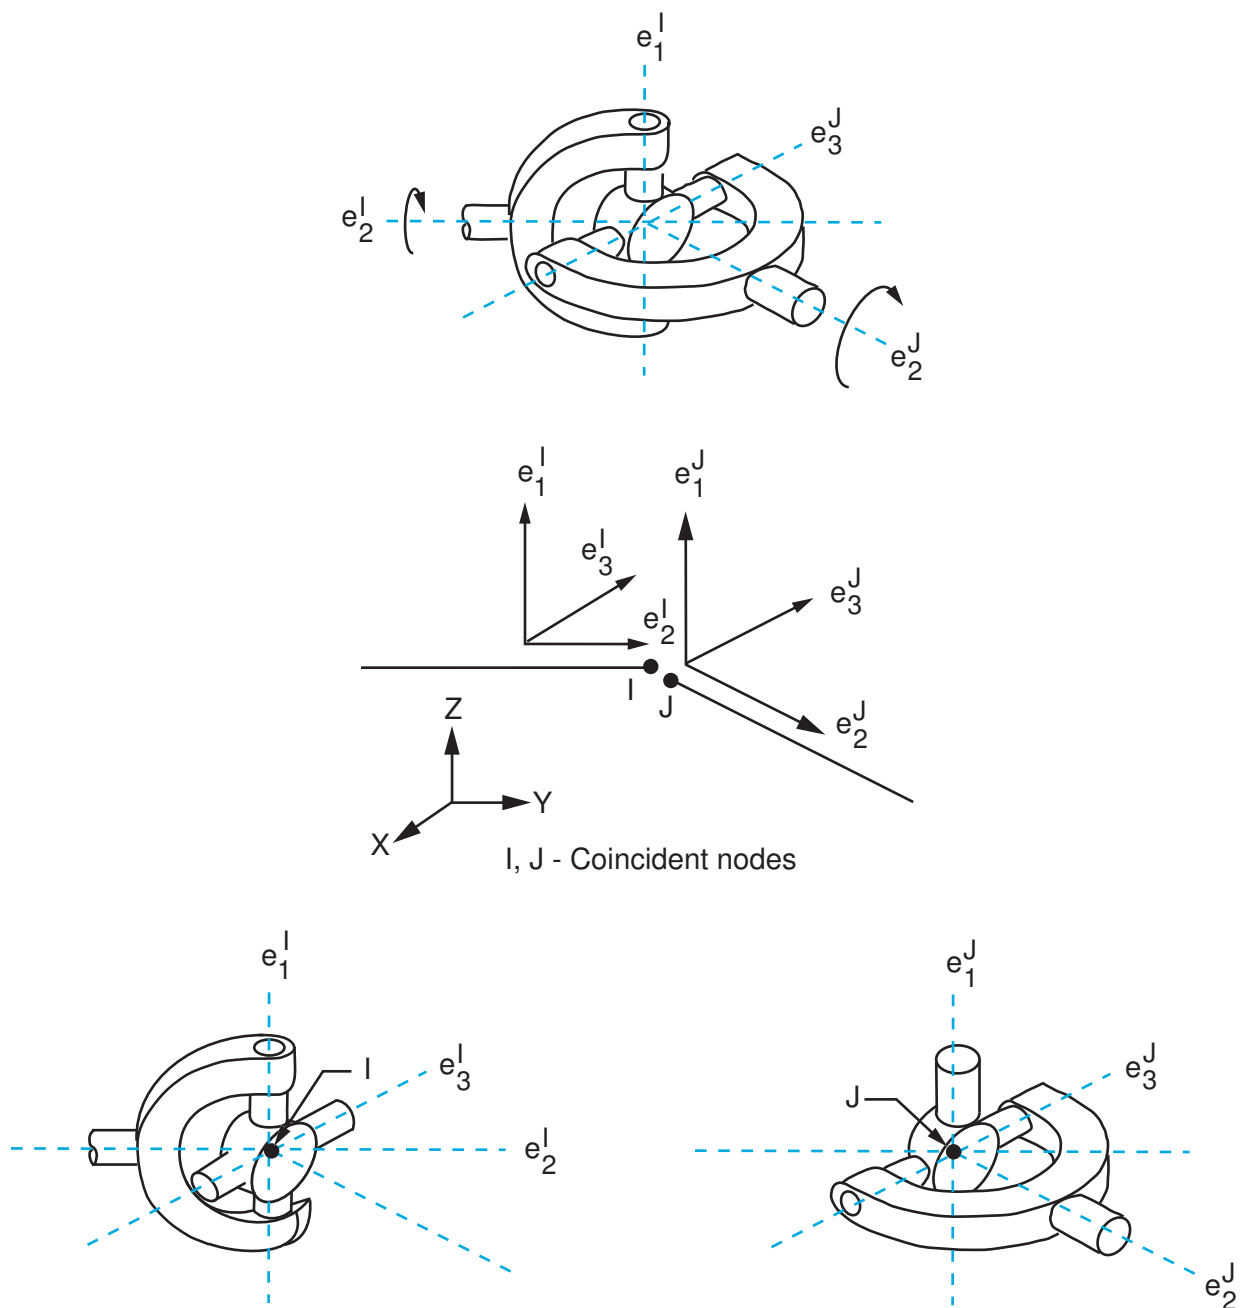 e₁ᴵ
e₃ᴶ
e₂ᴵ
e₂ᴶ
e₁ᴵ
e₁ᴶ
e₃ᴵ
e₃ᴶ
e₂ᴵ
I
J
e₂ᴶ
Z
Y
X
I, J - Coincident nodes
e₁ᴵ
e₁ᴶ
I
e₃ᴵ
e₃ᴶ
J
e₂ᴵ
e₂ᴶ